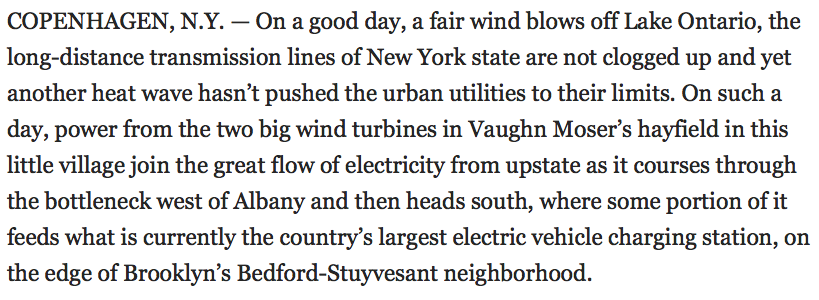 COPENHAGEN, N.Y. — On a good day, a fair wind blows off Lake Ontario, the
long-distance transmission lines of New York state are not clogged up and yet
another heat wave hasn’t pushed the urban utilities to their limits. On such a
day, power from the two big wind turbines in Vaughn Moser’s hayfield in this
little village join the great flow of electricity from upstate as it courses through
the bottleneck west of Albany and then heads south, where some portion of it
feeds what is currently the country’s largest electric vehicle charging station, on
the edge of Brooklyn’s Bedford-Stuyvesant neighborhood.